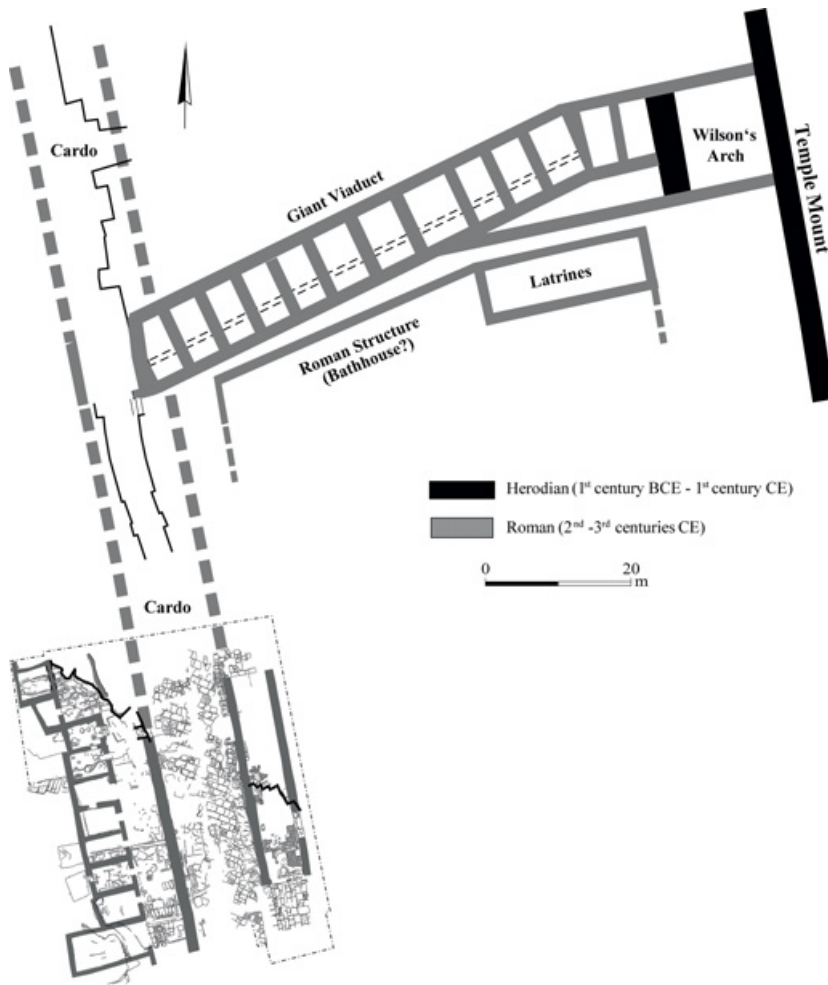 Cardo
Giant Viaduct
Wilson's
Arch
Temple Mount
Latrines
Roman Structure
(Bathhouse?)
Herodian (1st century BCE - 1st century CE)
Roman (2nd -3rd centuries CE)
0 20
m
Cardo